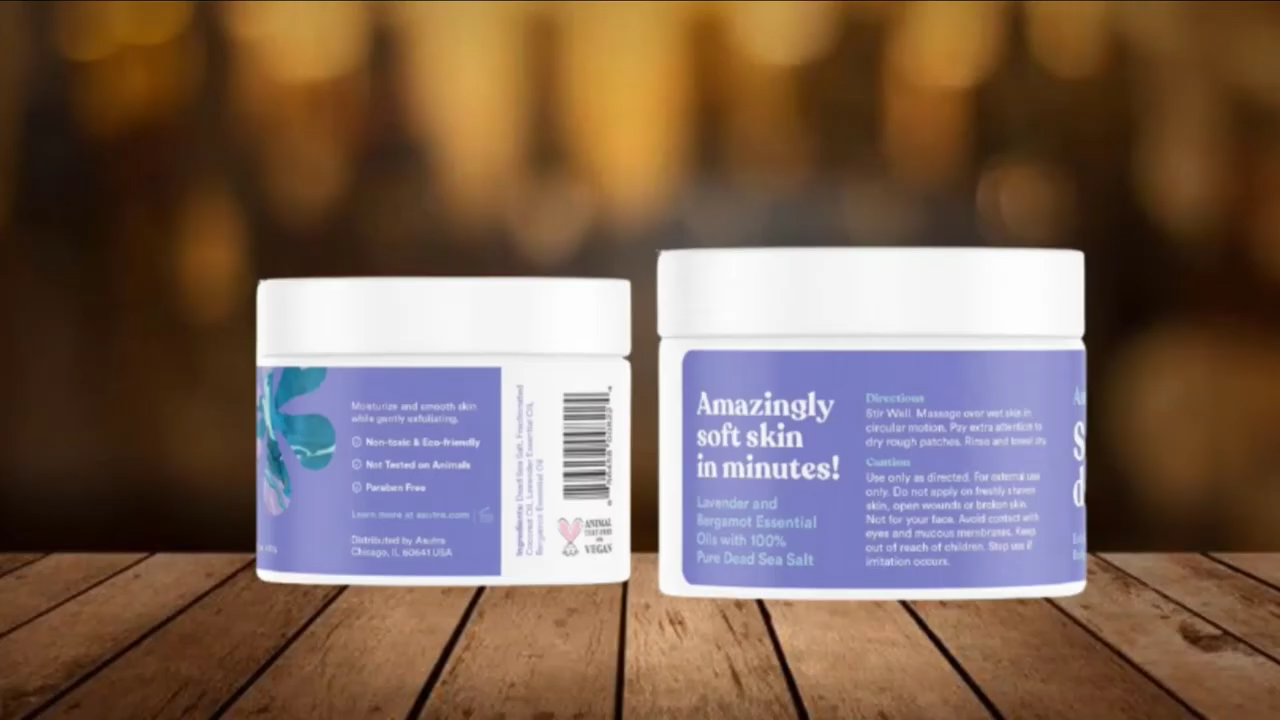 Moisturize and smooth skin
while gently exfoliating.
Non-toxic & Eco-friendly
Not Tested on Animals
Paraben Free
Learn more at asutra.com
Distributed by Asutra
Chicago, IL 60641 USA
Ingredients: Dead Sea Salt, Fractionated
Coconut Oil, Lavender Essential Oil,
Bergamot Essential Oil
ANIMAL
VEGAN
Amazingly
soft skin
in minutes!
Lavender and
Bergamot Essential
Oils with 100%
Pure Dead Sea Salt
Directions
Stir Well. Massage over wet skin in
circular motion. Pay extra attention to
dry rough patches. Rinse and towel dry.
Caution
Use only as directed. For external use
only. Do not apply on freshly shaven
skin, open wounds or broken skin.
Not for your face. Avoid contact with
eyes and mucous membranes. Keep
out of reach of children. Stop use if
irritation occurs.